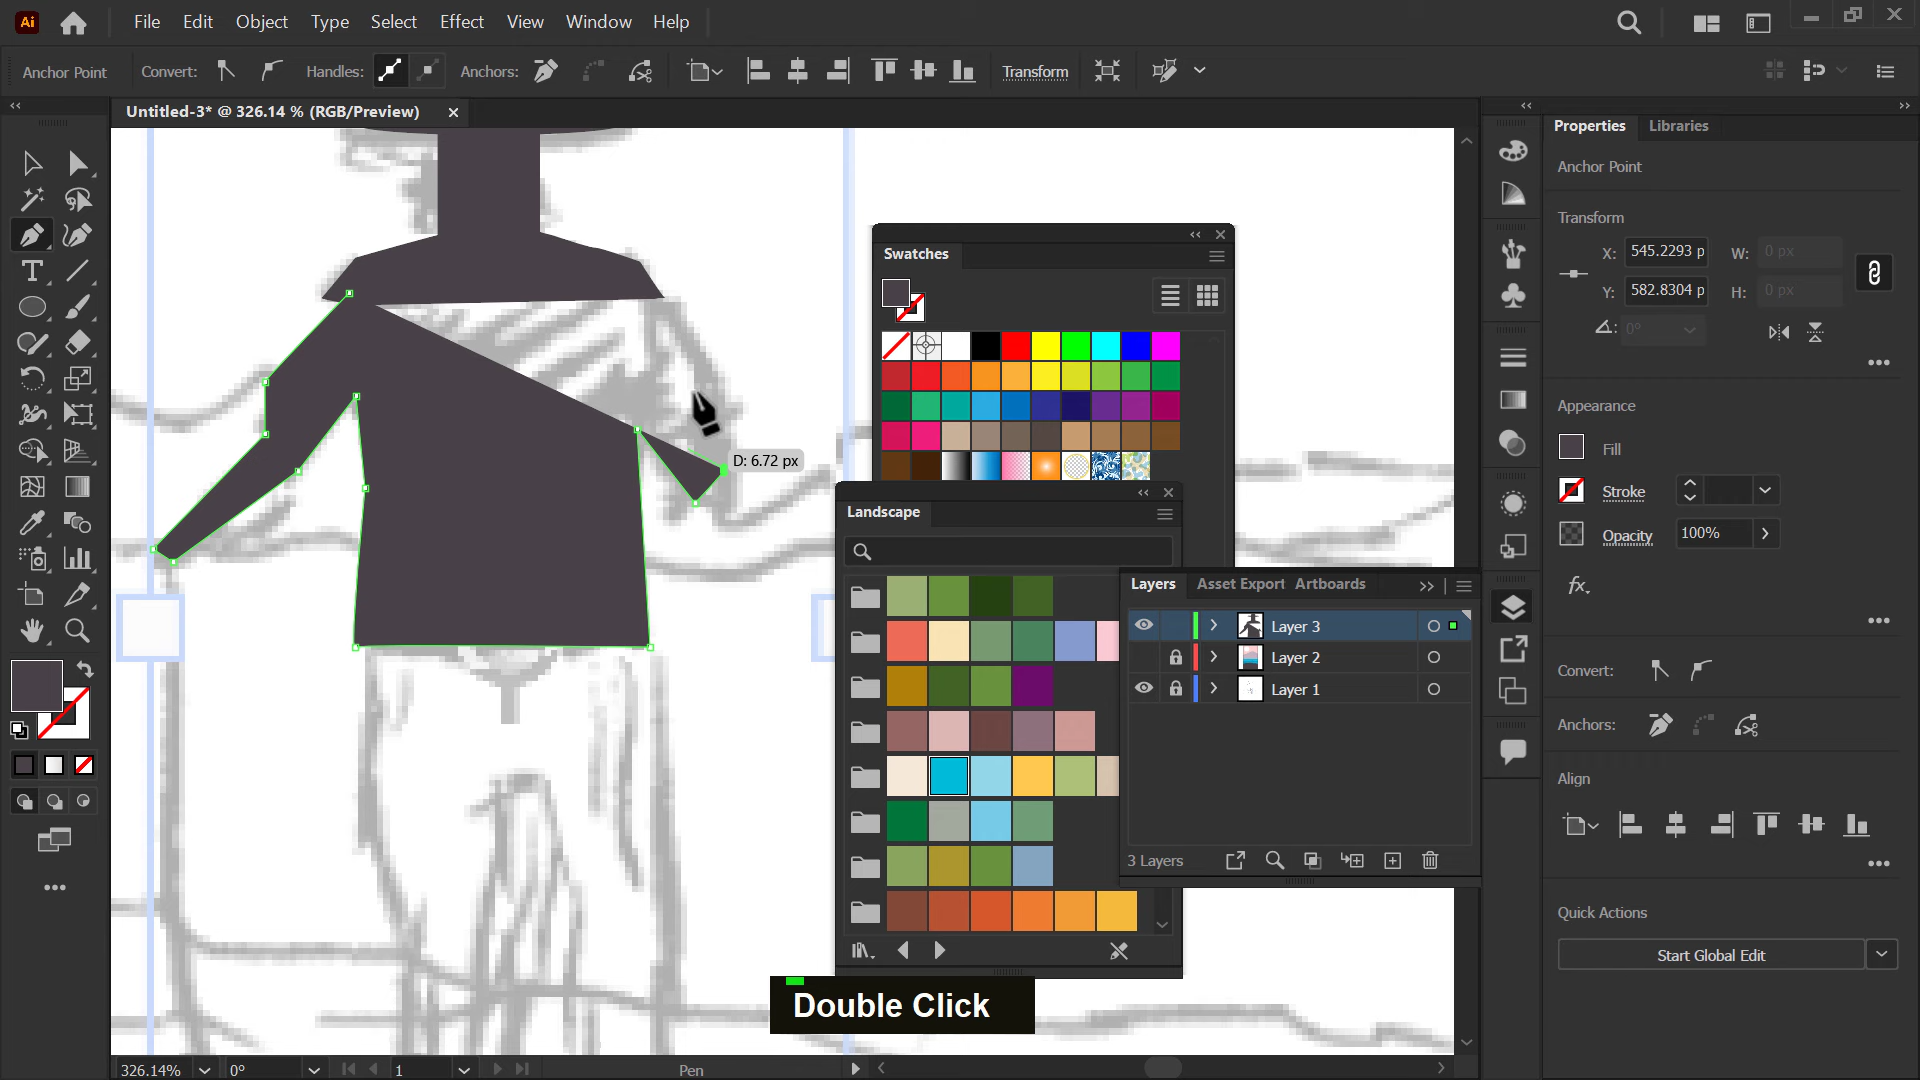 Ai
File Edit Object Type Select Effect View Window Help
Anchor Point Convert: Handles: Anchors: Transform
Untitled-3* @ 326.14 % (RGB/Preview)
Properties Libraries
Anchor Point
Transform
X: 545.2293 p W: 0 px
Y: 582.8304 p H: 0 px
0°
Appearance
Fill
Stroke
Opacity 100%
fx.
Convert:
Anchors:
Align
Quick Actions
Start Global Edit
Swatches
D: 6.72 px
Landscape
Layers Asset Export Artboards
Layer 3
Layer 2
Layer 1
3 Layers
Double Click
326.14% 0° 1 Pen